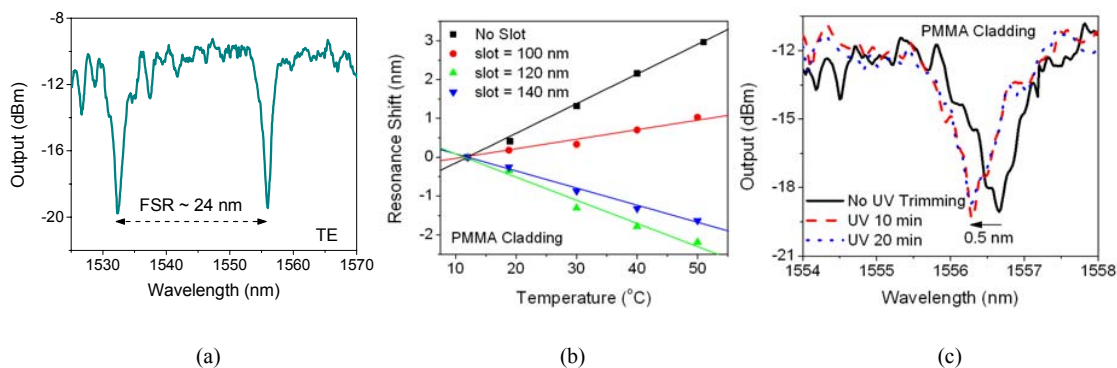 -8
-12
-16
-20
Output (dBm)
FSR ~ 24 nm
TE
1530 1540 1550 1560 1570
Wavelength (nm)
(a)
3
2
1
0
-1
-2
Resonance Shift (nm)
No Slot
slot = 100 nm
slot = 120 nm
slot = 140 nm
PMMA Cladding
10 20 30 40 50
Temperature (°C)
(b)
-12
-15
-18
-21
Output (dBm)
PMMA Cladding
No UV Trimming
UV 10 min
UV 20 min
0.5 nm
1554 1555 1556 1557 1558
Wavelength (nm)
(c)